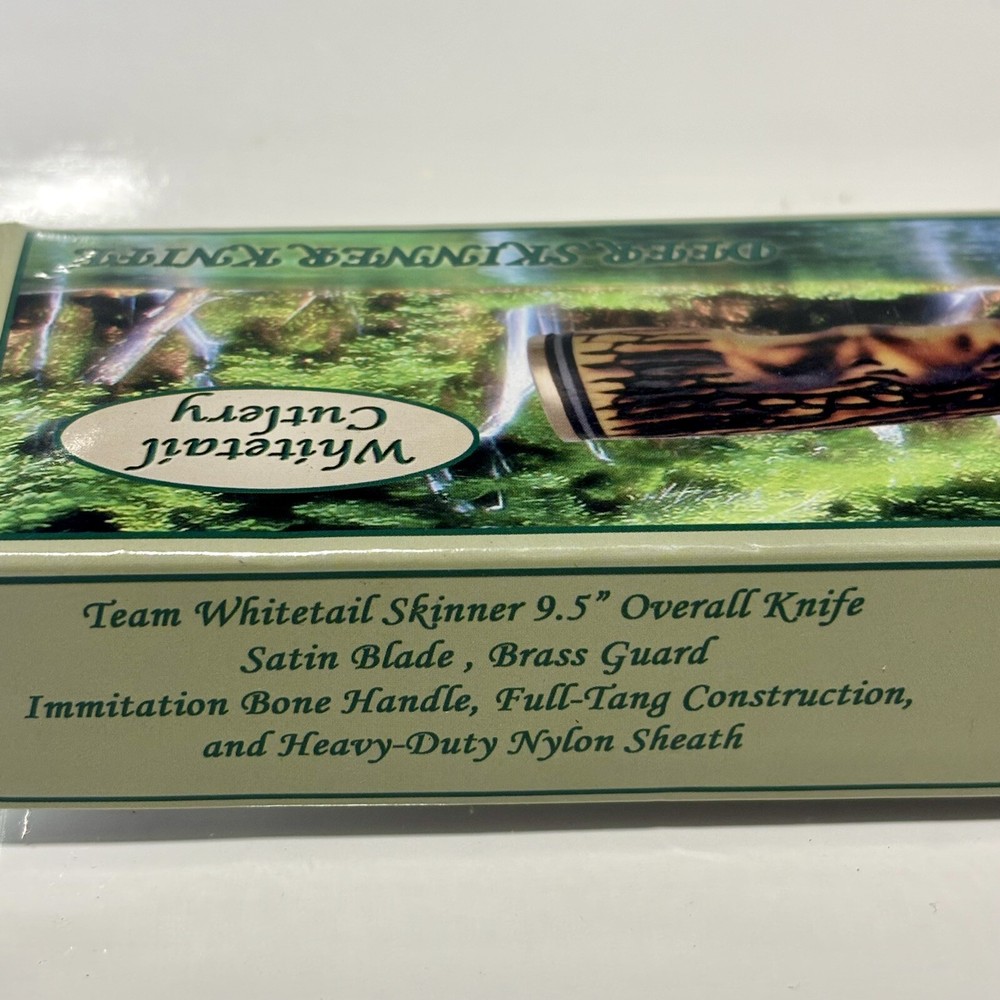 DEER SKINNER KNIFE
Whitetail
Cutlery
Team Whitetail Skinner 9.5” Overall Knife
Satin Blade , Brass Guard
Immitation Bone Handle, Full-Tang Construction,
and Heavy-Duty Nylon Sheath